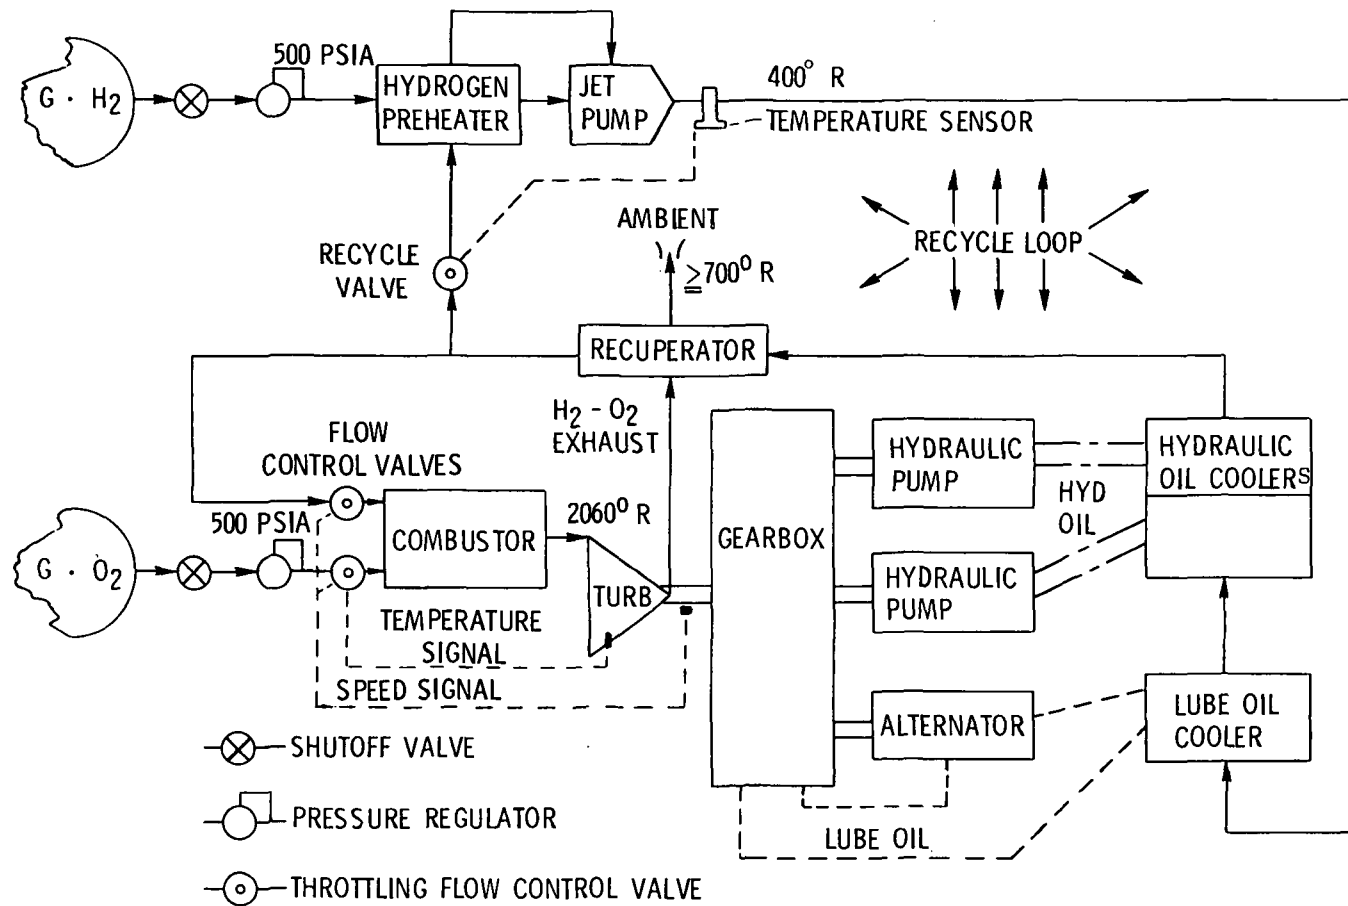 500 PSIA
G · H2
HYDROGEN
PREHEATER
JET
PUMP
400° R
TEMPERATURE SENSOR
AMBIENT
≥700° R
RECYCLE LOOP
RECYCLE
VALVE
RECUPERATOR
H2 - O2
EXHAUST
FLOW
CONTROL VALVES
500 PSIA
G · O2
COMBUSTOR
2060° R
TURB
TEMPERATURE
SIGNAL
SPEED SIGNAL
GEARBOX
HYDRAULIC
PUMP
HYD
OIL
HYDRAULIC
OIL COOLERS
HYDRAULIC
PUMP
ALTERNATOR
LUBE OIL
COOLER
LUBE OIL
SHUTOFF VALVE
PRESSURE REGULATOR
THROTTLING FLOW CONTROL VALVE